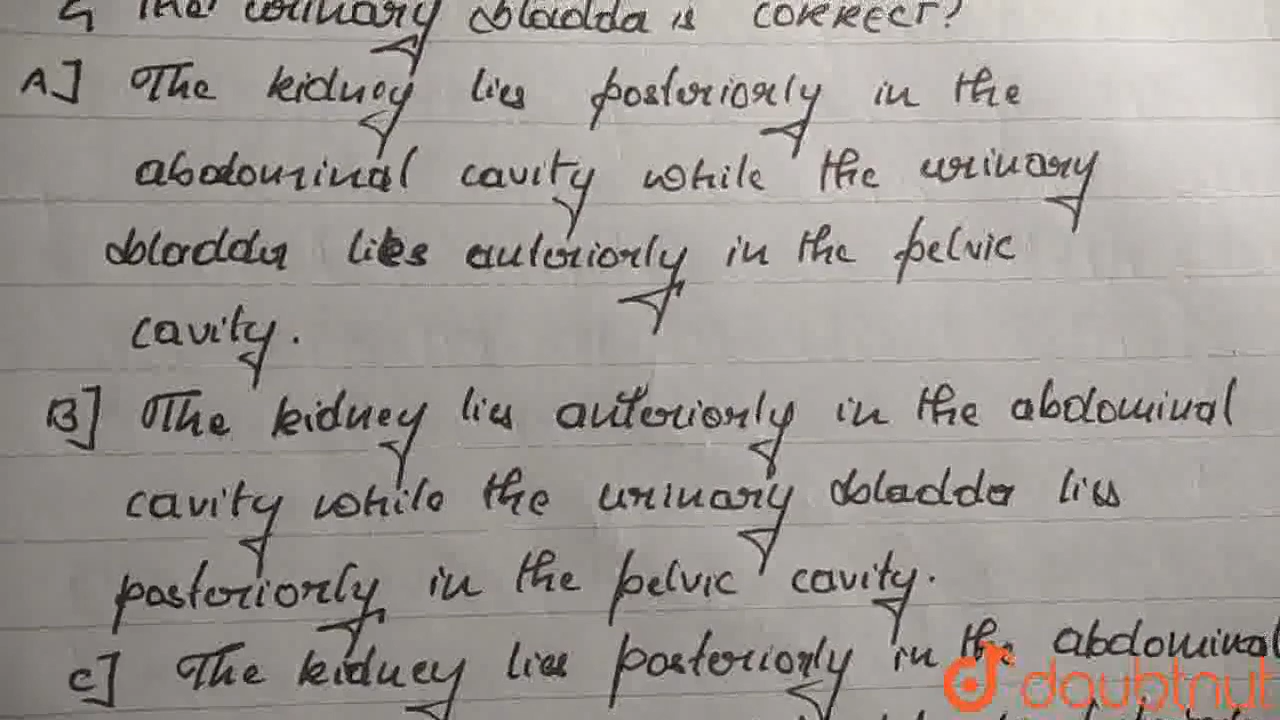 & the urinary bladder is correct?
A] The kidney lies posteriorly in the
abdominal cavity while the urinary
bladder lies anteriorly in the pelvic
cavity.
B] The kidney lies anteriorly in the abdominal
cavity while the urinary bladder lies
posteriorly in the pelvic cavity.
C] The kidney lies posteriorly in the abdominal
doubtnut